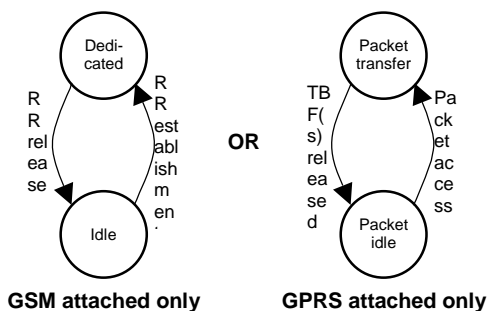 Dedi-
cated
R
R
rel
ea
se
R
R
est
abl
ish
m
en
Idle
GSM attached only
OR
Packet
transfer
TB
F(
s)
rel
ea
se
d
Pa
ck
et
ac
ce
ss
Packet
idle
GPRS attached only